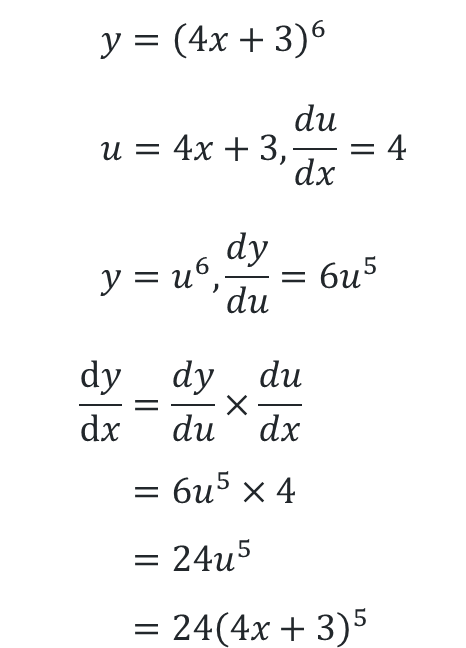 y = (4x + 3)⁶
u = 4x + 3, du/dx = 4
y = u⁶, dy/du = 6u⁵
dy/dx = dy/du × du/dx
= 6u⁵ × 4
= 24u⁵
= 24(4x + 3)⁵